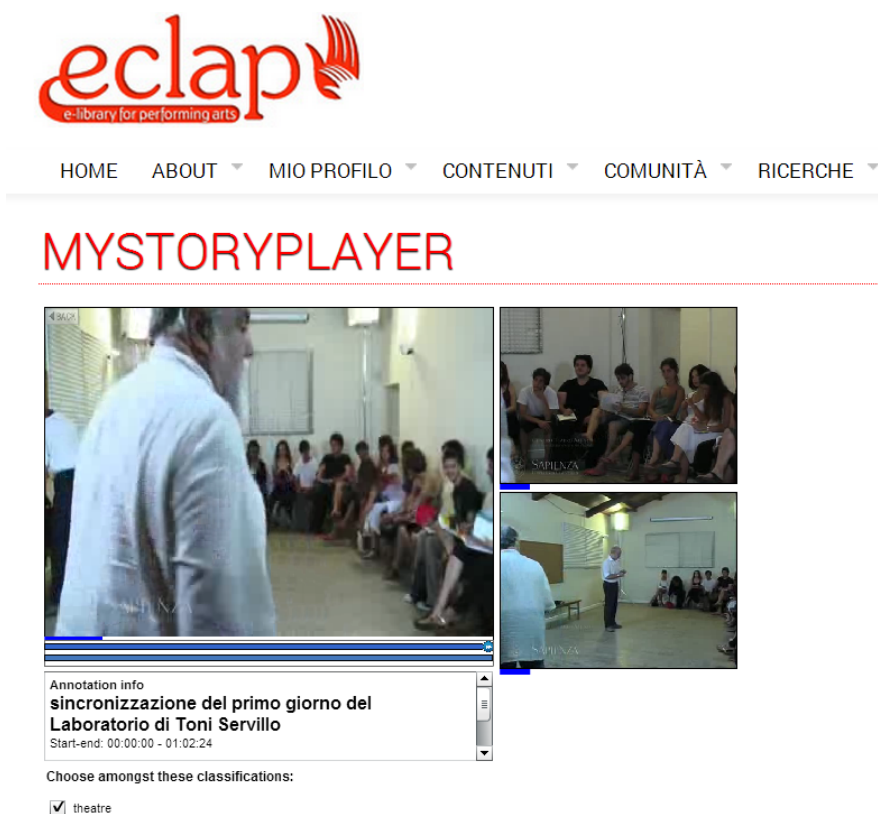 eclap
e-library for performing arts
HOME ABOUT MIO PROFILO CONTENUTI COMUNITÀ RICERCHE
MYSTORYPLAYER
BACK
SAPIENZA
SAPIENZA
SAPIENZA
Annotation info
sincronizzazione del primo giorno del
Laboratorio di Toni Servillo
Start-end: 00:00:00 - 01:02:24
Choose amongst these classifications:
theatre